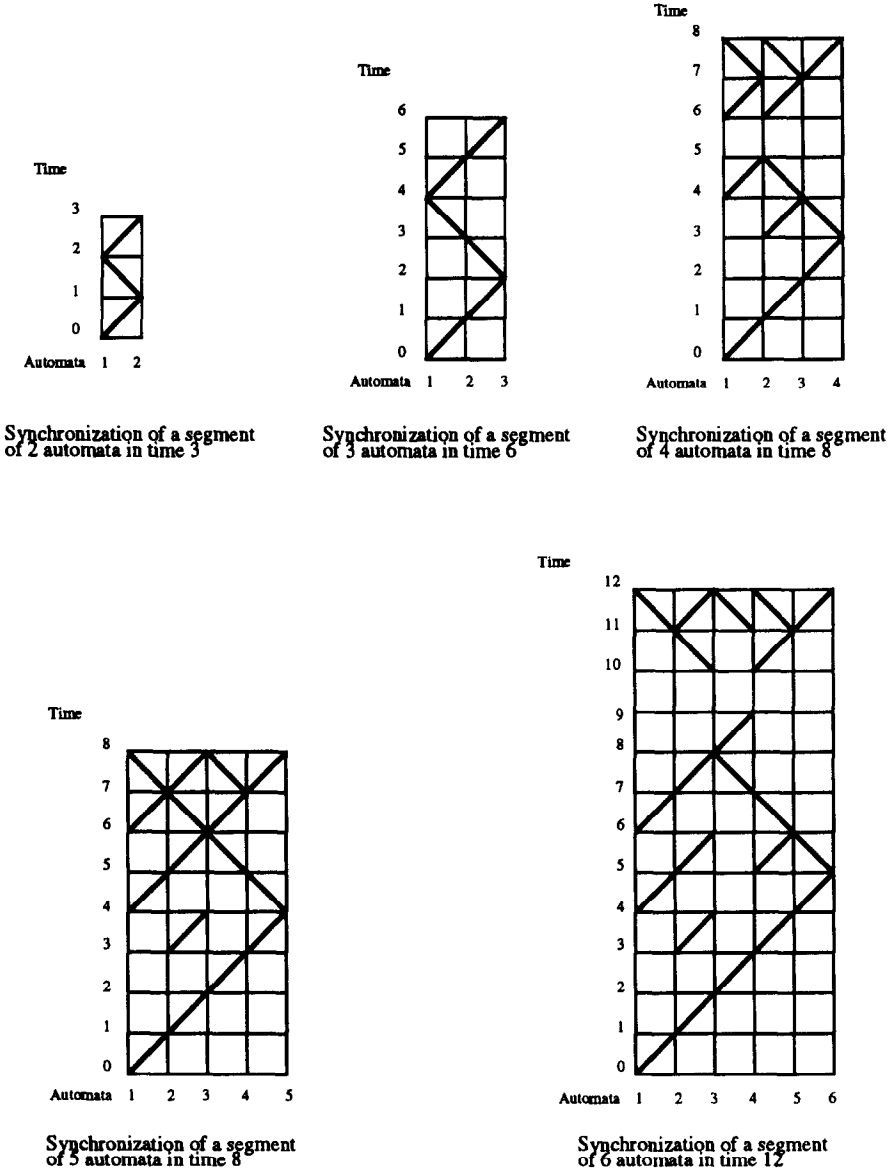 Time
3
2
1
0
Automata 1 2
Synchronization of a segment
of 2 automata in time 3
Time
6
5
4
3
2
1
0
Automata 1 2 3
Synchronization of a segment
of 3 automata in time 6
Time
8
7
6
5
4
3
2
1
0
Automata 1 2 3 4
Synchronization of a segment
of 4 automata in time 8
Time
8
7
6
5
4
3
2
1
0
Automata 1 2 3 4 5
Synchronization of a segment
of 5 automata in time 8
Time
12
11
10
9
8
7
6
5
4
3
2
1
0
Automata 1 2 3 4 5 6
Synchronization of a segment
of 6 automata in time 12